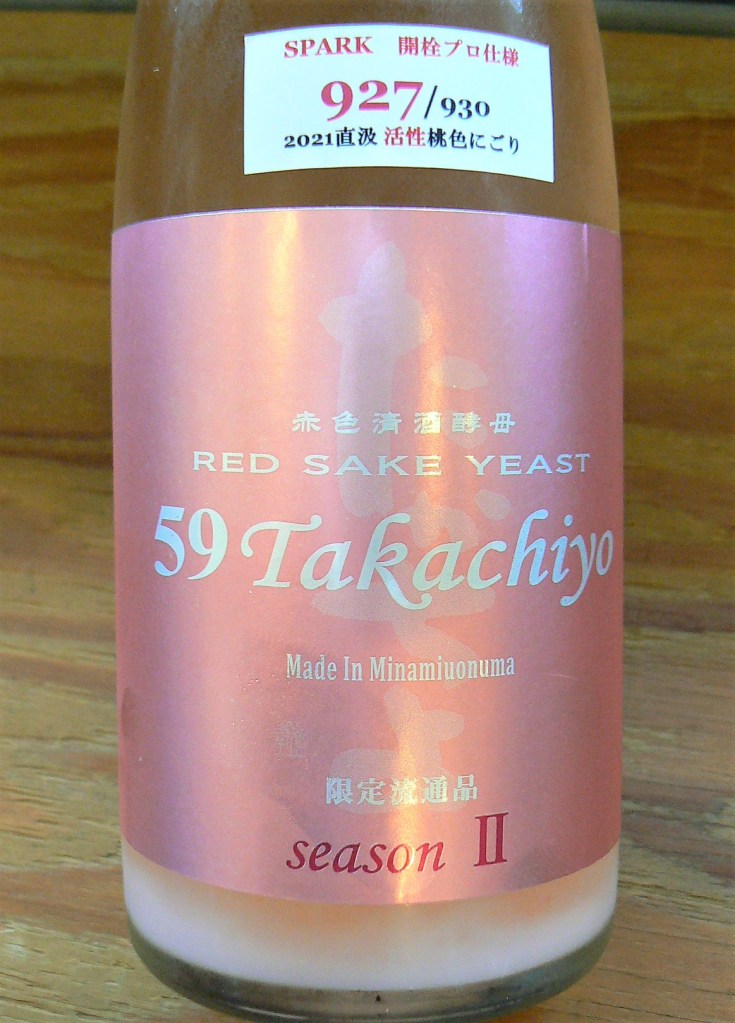 SPARK 開栓プロ仕様
927/930
2021直汲 活性桃色にごり
赤色清酒酵母
RED SAKE YEAST
59 Takachiyo
Made In Minamiuonuma
限定流通品
season II